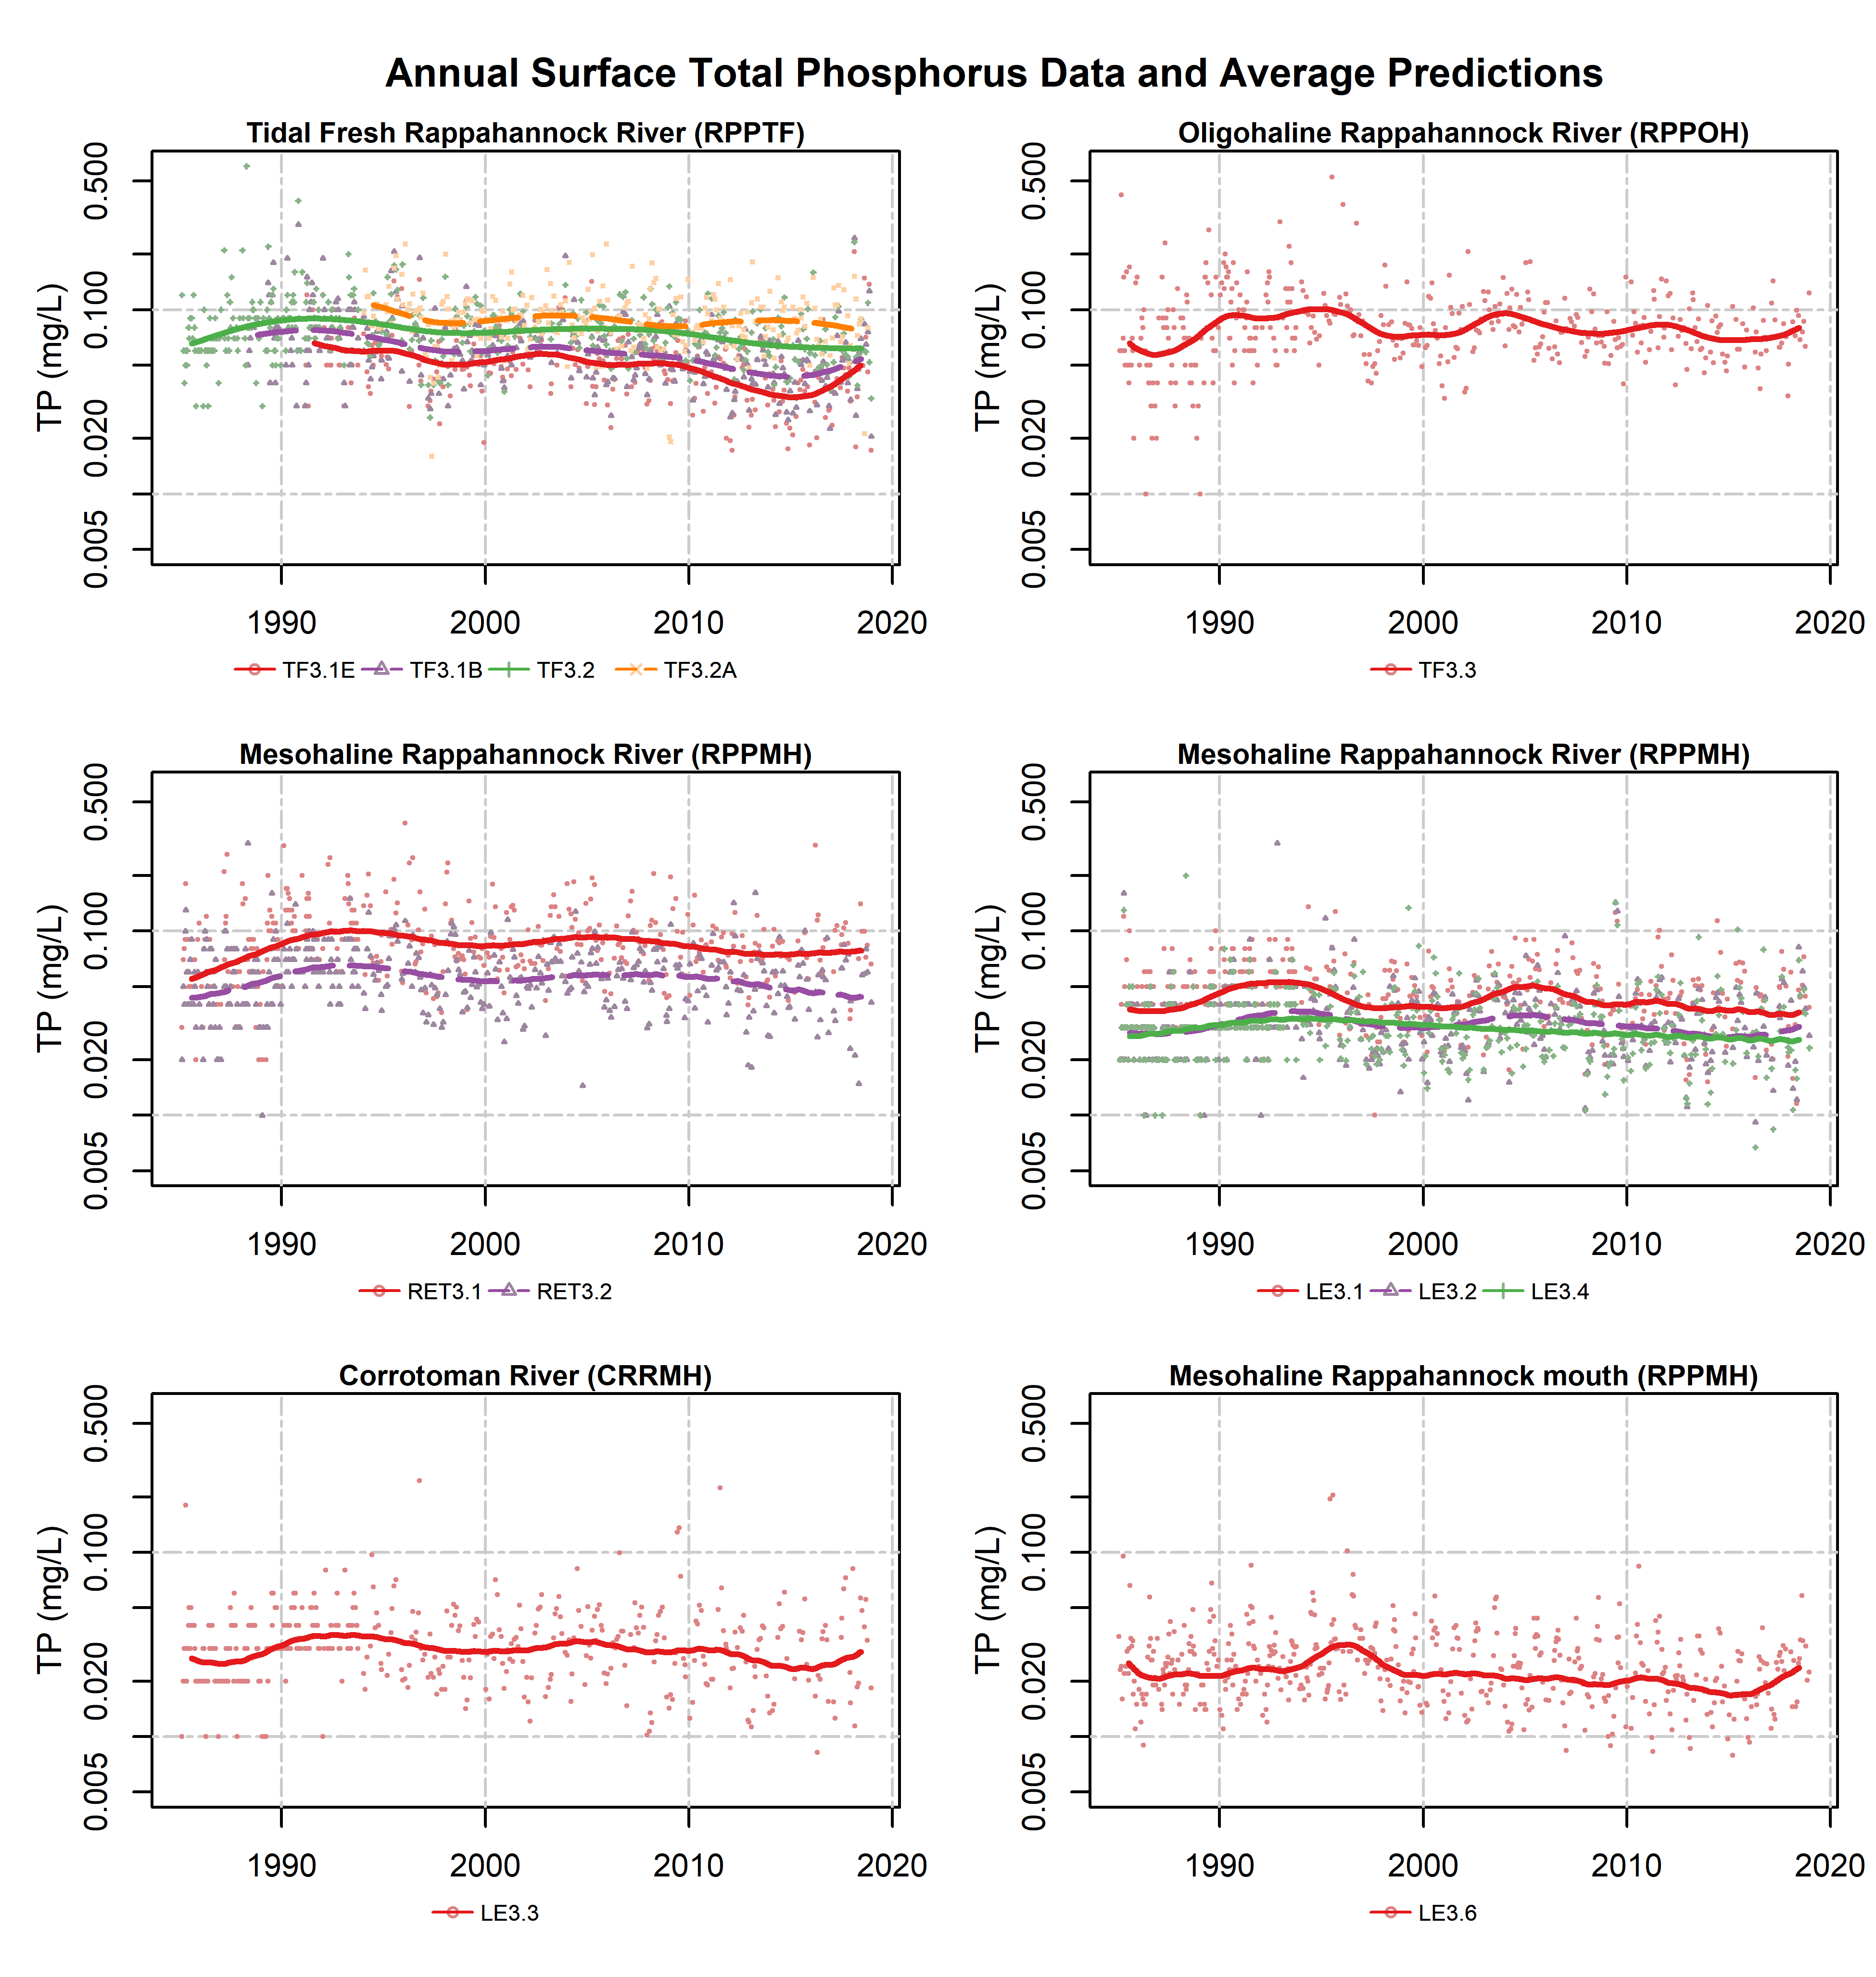 Annual Surface Total Phosphorus Data and Average Predictions
Tidal Fresh Rappahannock River (RPPTF)
TP (mg/L)
0.500
0.100
0.020
0.005
1990 2000 2010 2020
TF3.1E TF3.1B TF3.2 TF3.2A
Oligohaline Rappahannock River (RPPOH)
TP (mg/L)
0.500
0.100
0.020
0.005
1990 2000 2010 2020
TF3.3
Mesohaline Rappahannock River (RPPMH)
TP (mg/L)
0.500
0.100
0.020
0.005
1990 2000 2010 2020
RET3.1 RET3.2
Mesohaline Rappahannock River (RPPMH)
TP (mg/L)
0.500
0.100
0.020
0.005
1990 2000 2010 2020
LE3.1 LE3.2 LE3.4
Corrotoman River (CRRMH)
TP (mg/L)
0.500
0.100
0.020
0.005
1990 2000 2010 2020
LE3.3
Mesohaline Rappahannock mouth (RPPMH)
TP (mg/L)
0.500
0.100
0.020
0.005
1990 2000 2010 2020
LE3.6